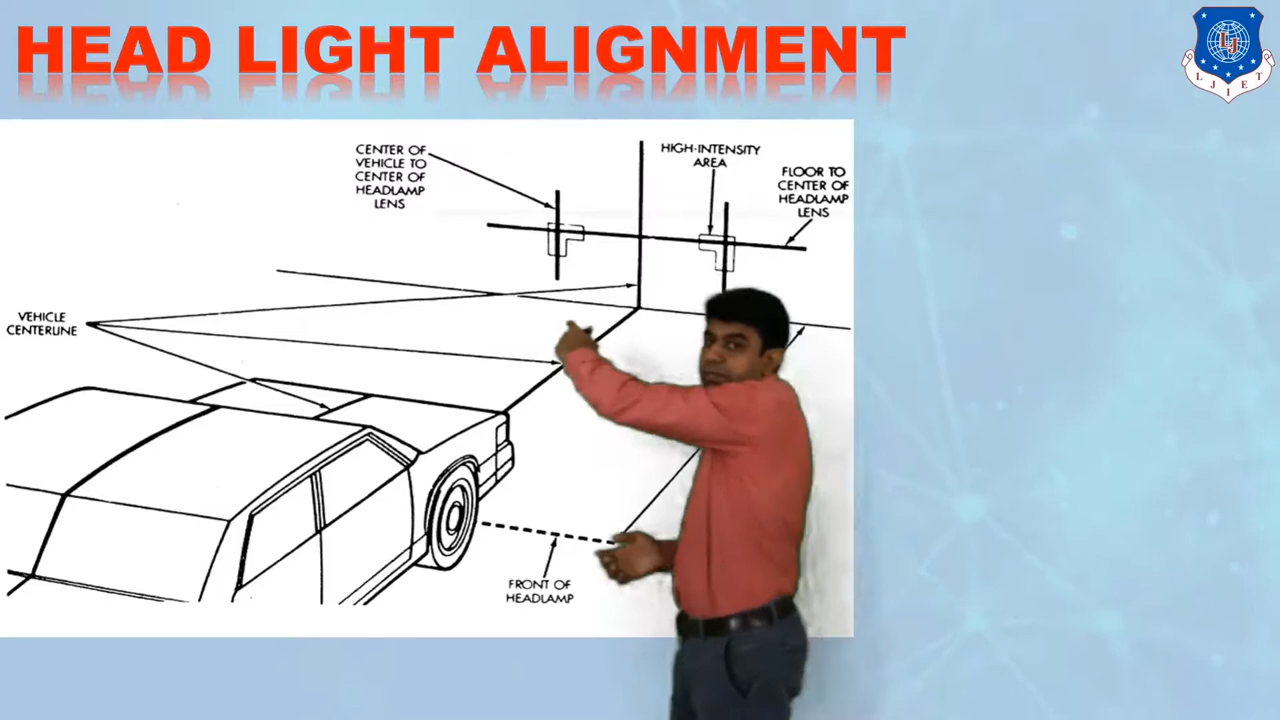 HEAD LIGHT ALIGNMENT
L J I E T
CENTER OF
VEHICLE TO
CENTER OF
HEADLAMP
LENS
HIGH-INTENSITY
AREA
FLOOR TO
CENTER OF
HEADLAMP
LENS
VEHICLE
CENTERLINE
FRONT OF
HEADLAMP